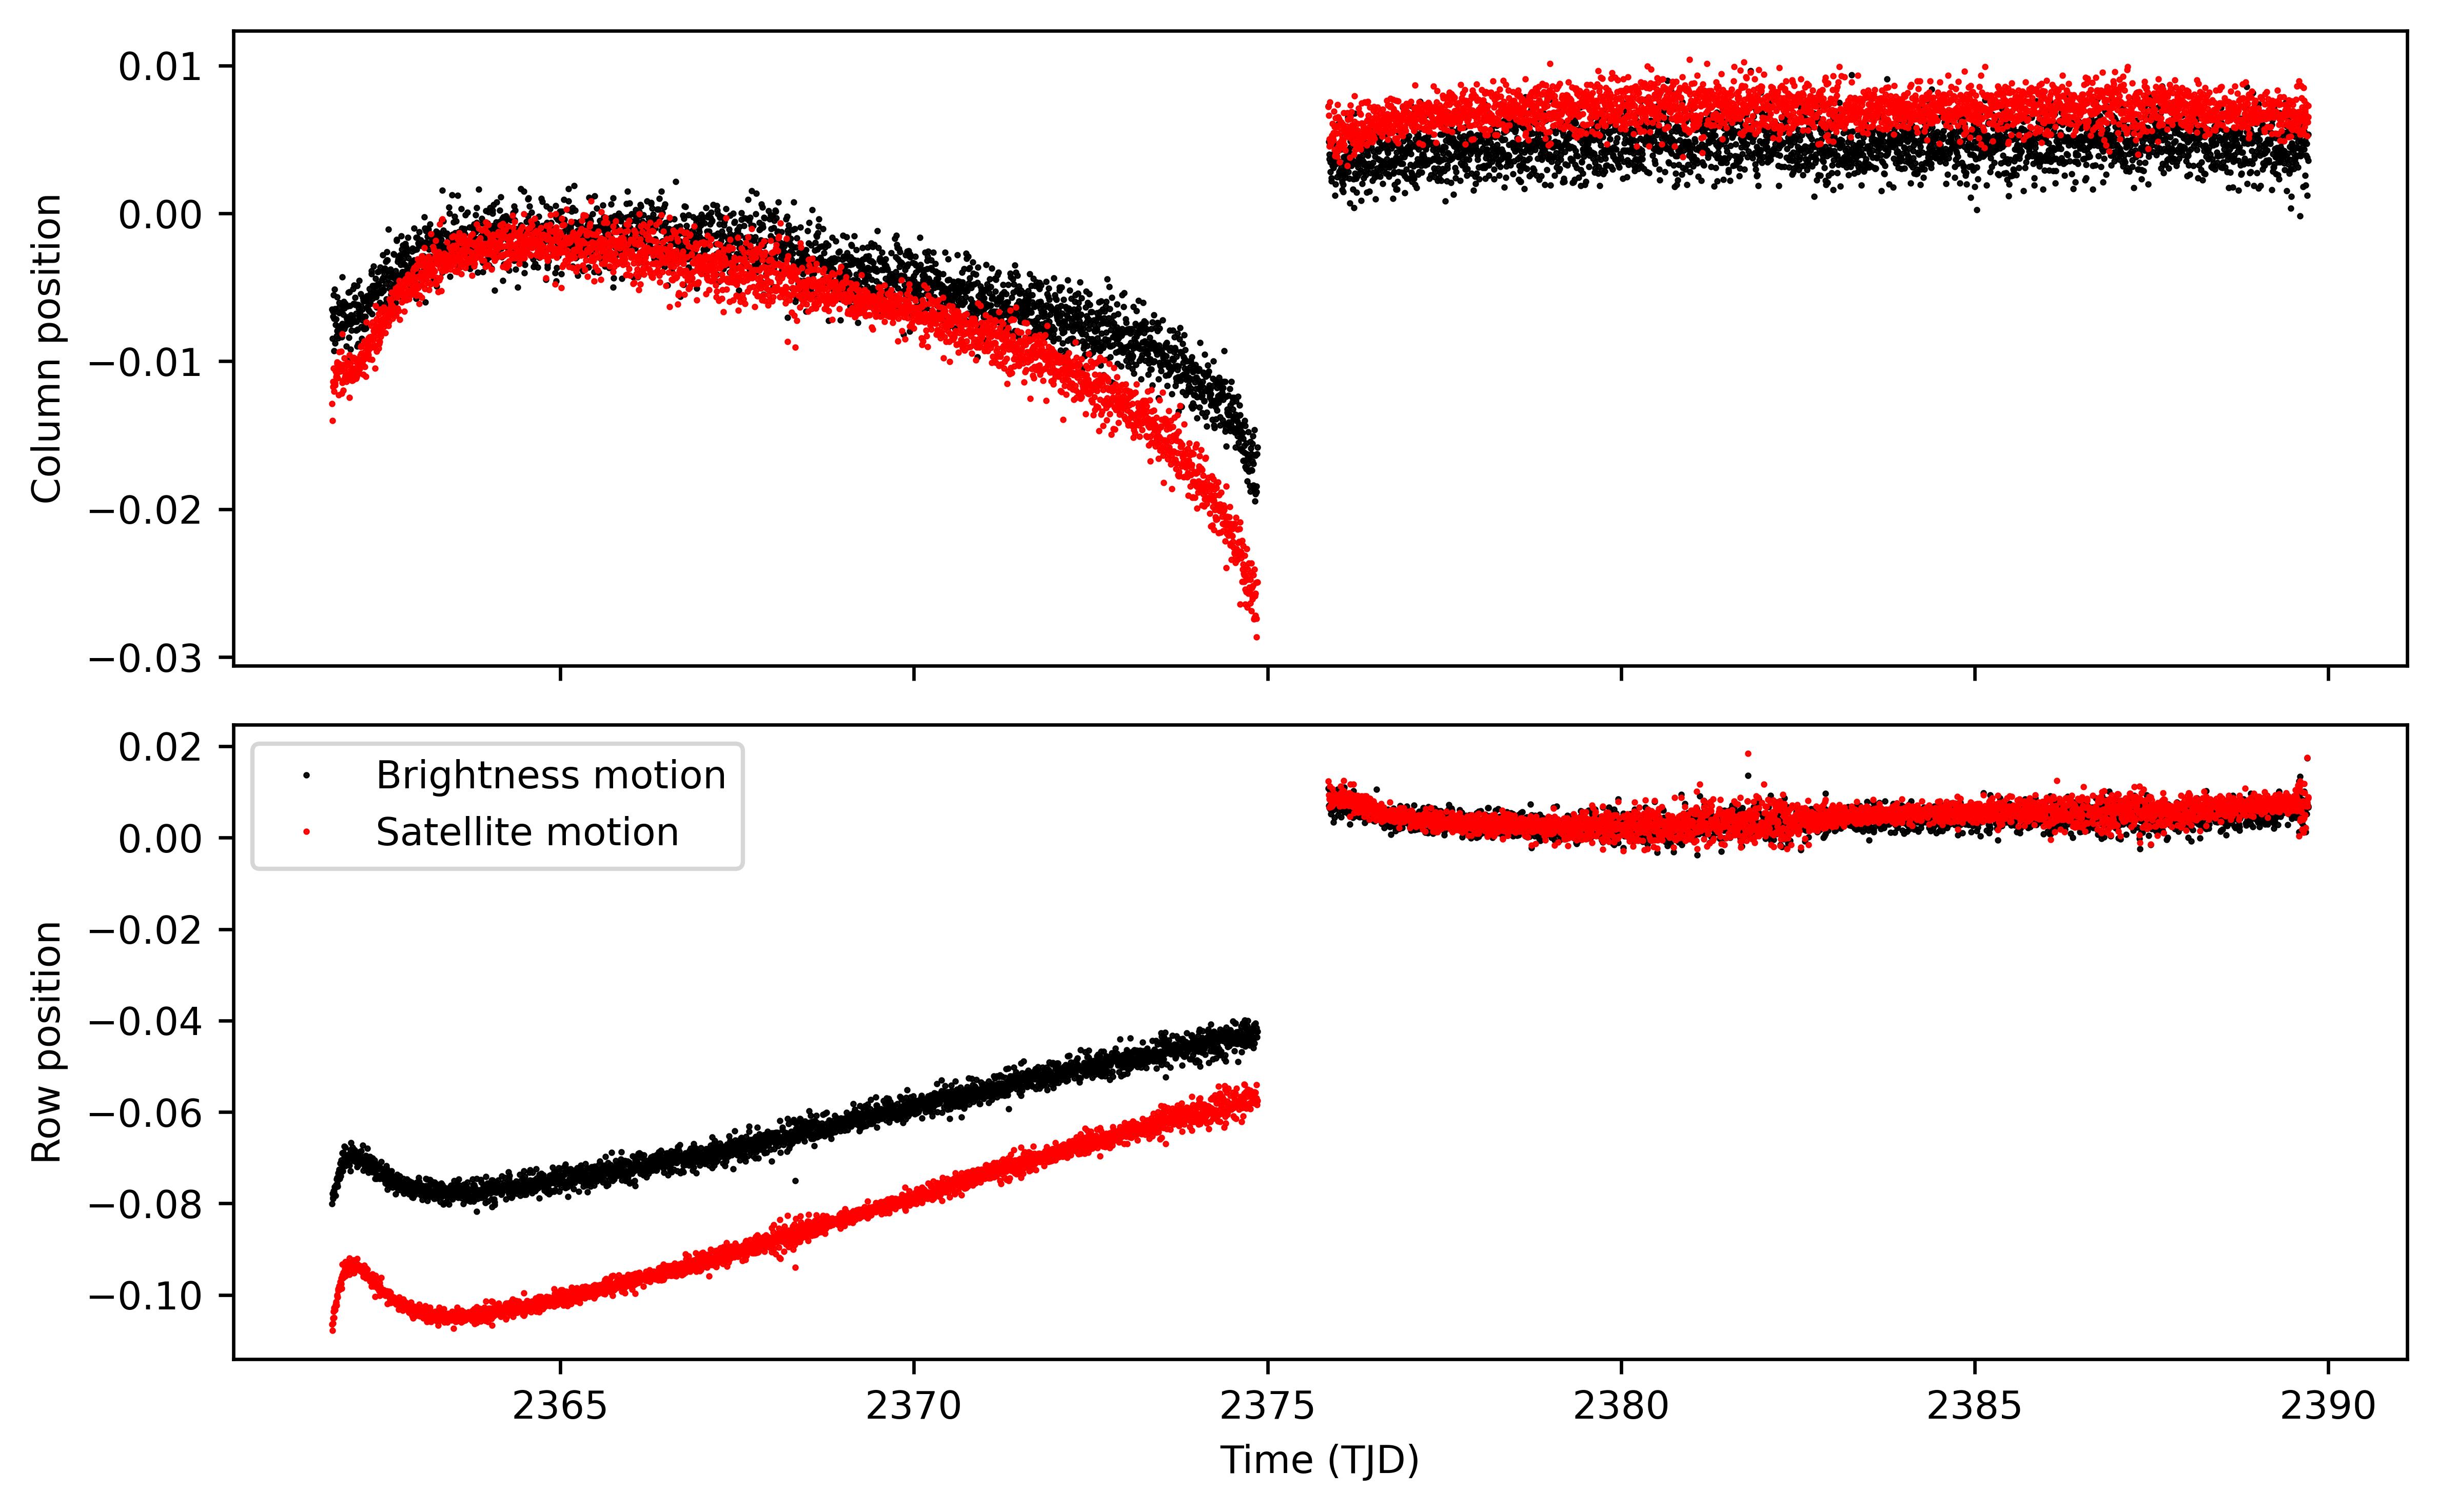 0.01
0.00
−0.01
−0.02
−0.03
Column position
0.02
0.00
−0.02
−0.04
−0.06
−0.08
−0.10
Row position
Brightness motion
Satellite motion
2365 2370 2375 2380 2385 2390
Time (TJD)